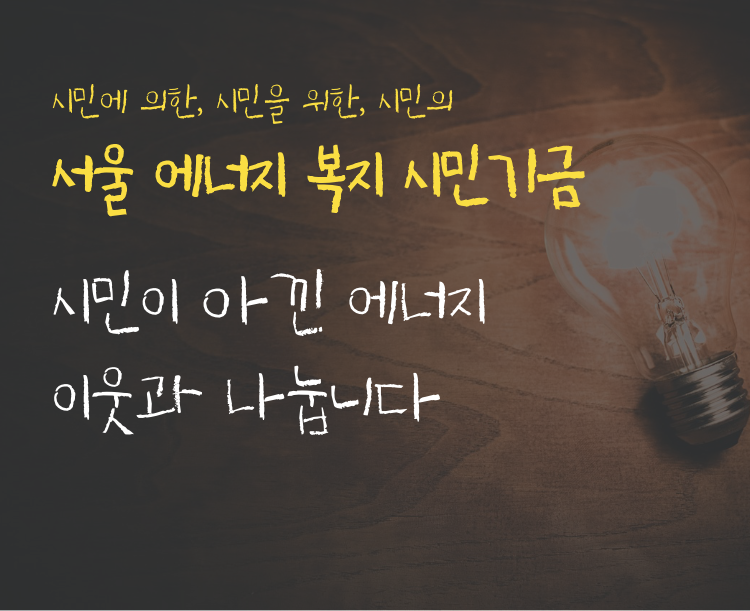 시민에 의한, 시민을 위한, 시민의
서울 에너지 복지 시민기금
시민이 아낀 에너지
이웃과 나눕니다